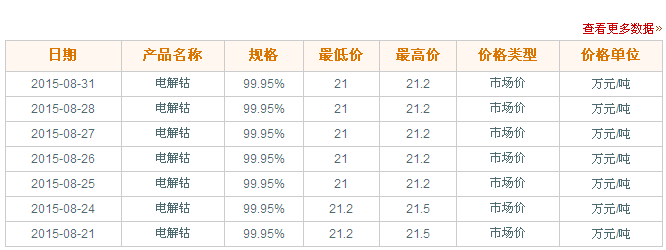 查看更多数据»
日期 产品名称 规格 最低价 最高价 价格类型 价格单位
2015-08-31 电解钴 99.95% 21 21.2 市场价 万元/吨
2015-08-28 电解钴 99.95% 21 21.2 市场价 万元/吨
2015-08-27 电解钴 99.95% 21 21.2 市场价 万元/吨
2015-08-26 电解钴 99.95% 21 21.2 市场价 万元/吨
2015-08-25 电解钴 99.95% 21 21.2 市场价 万元/吨
2015-08-24 电解钴 99.95% 21.2 21.5 市场价 万元/吨
2015-08-21 电解钴 99.95% 21.2 21.5 市场价 万元/吨